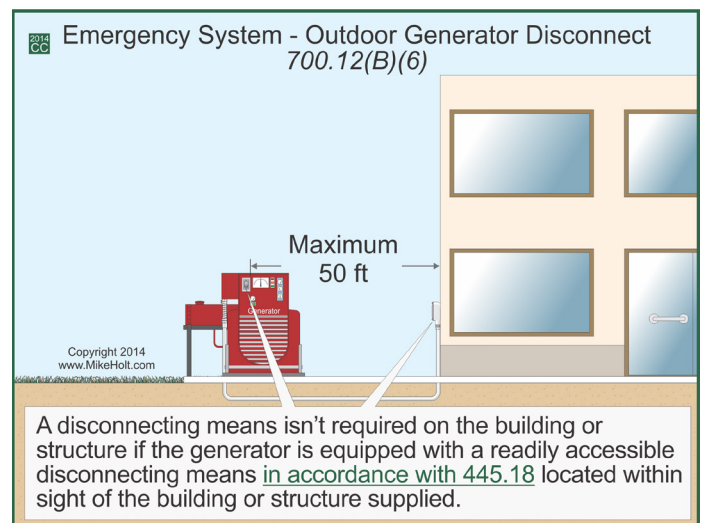 2014
CC
Emergency System - Outdoor Generator Disconnect
700.12(B)(6)
Maximum
50 ft
Generator
Copyright 2014
www.MikeHolt.com
A disconnecting means isn't required on the building or
structure if the generator is equipped with a readily accessible
disconnecting means in accordance with 445.18 located within
sight of the building or structure supplied.